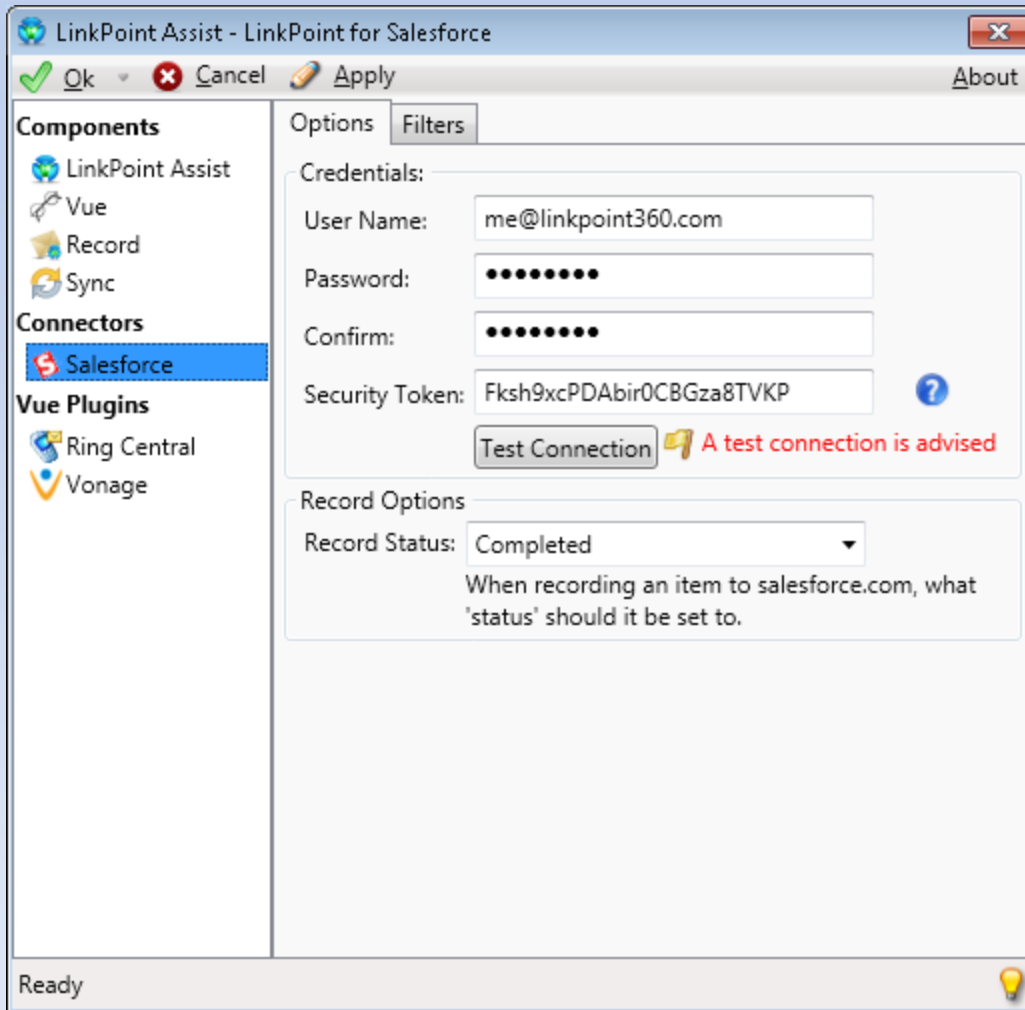 LinkPoint Assist - LinkPoint for Salesforce
Ok Cancel Apply About
Components
LinkPoint Assist
Vue
Record
Sync
Connectors
Salesforce
Vue Plugins
Ring Central
Vonage
Options Filters
Credentials:
User Name: me@linkpoint360.com
Password: ●●●●●●●●
Confirm: ●●●●●●●●
Security Token: Fksh9xcPDAbir0CBGza8TVKP
Test Connection A test connection is advised
Record Options
Record Status: Completed
When recording an item to salesforce.com, what
'status' should it be set to.
Ready